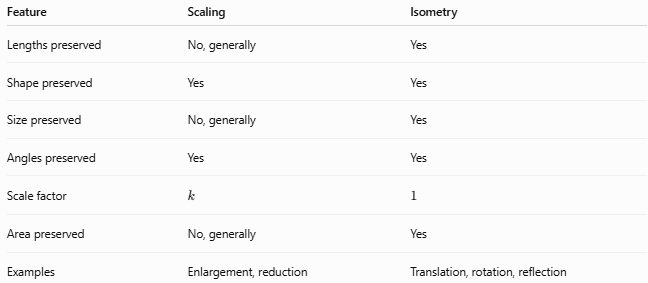 Feature Scaling Isometry
Lengths preserved No, generally Yes
Shape preserved Yes Yes
Size preserved No, generally Yes
Angles preserved Yes Yes
Scale factor k 1
Area preserved No, generally Yes
Examples Enlargement, reduction Translation, rotation, reflection